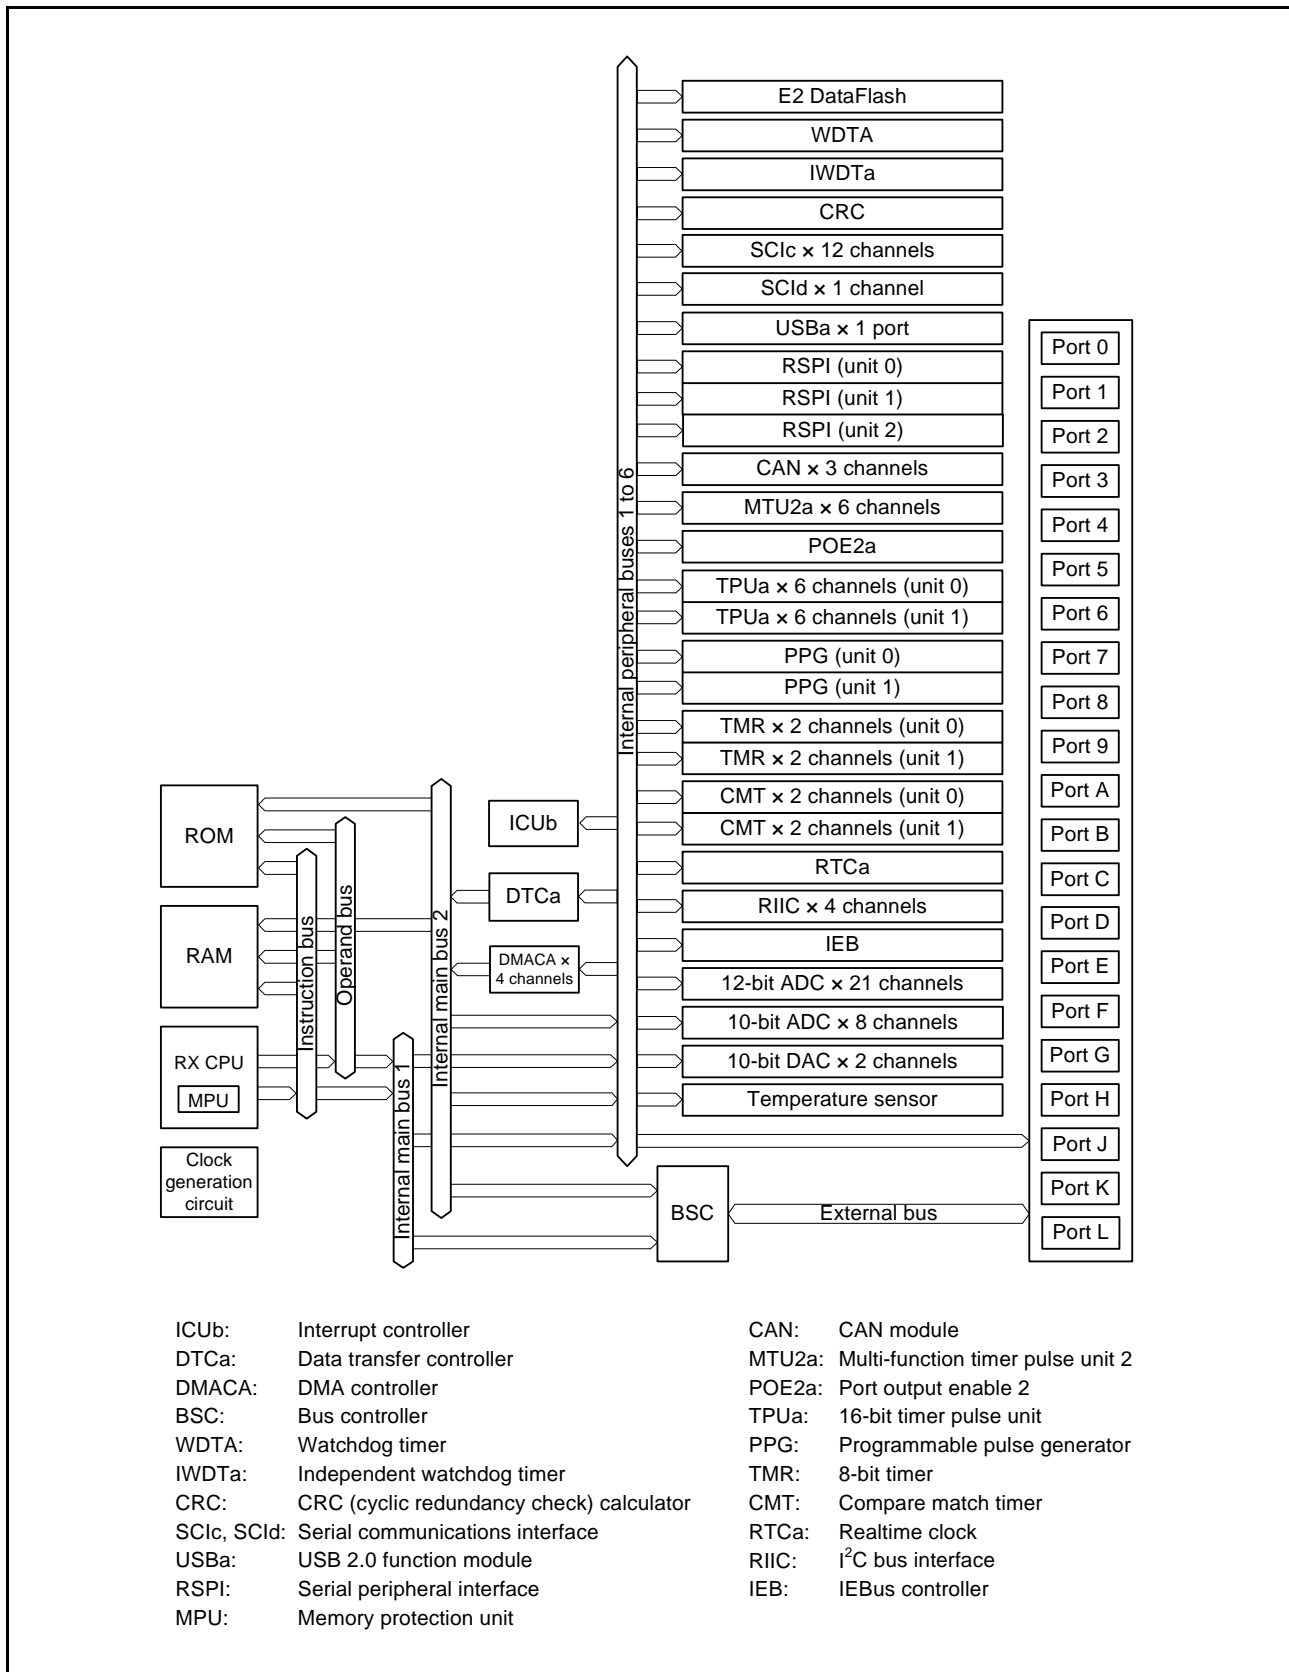 E2 DataFlash
WDTA
IWDTa
CRC
SCIc × 12 channels
SCId × 1 channel
USBa × 1 port
RSPI (unit 0)
RSPI (unit 1)
RSPI (unit 2)
CAN × 3 channels
MTU2a × 6 channels
POE2a
TPUa × 6 channels (unit 0)
TPUa × 6 channels (unit 1)
PPG (unit 0)
PPG (unit 1)
TMR × 2 channels (unit 0)
TMR × 2 channels (unit 1)
CMT × 2 channels (unit 0)
CMT × 2 channels (unit 1)
RTCa
RIIC × 4 channels
IEB
12-bit ADC × 21 channels
10-bit ADC × 8 channels
10-bit DAC × 2 channels
Temperature sensor
Port 0
Port 1
Port 2
Port 3
Port 4
Port 5
Port 6
Port 7
Port 8
Port 9
Port A
Port B
Port C
Port D
Port E
Port F
Port G
Port H
Port J
Port K
Port L
Internal peripheral buses 1 to 6
ROM
RAM
RX CPU
MPU
Clock
generation
circuit
Instruction bus
Operand bus
Internal main bus 1
Internal main bus 2
ICUb
DTCa
DMACA ×
4 channels
BSC
External bus
ICUb: Interrupt controller
DTCa: Data transfer controller
DMACA: DMA controller
BSC: Bus controller
WDTA: Watchdog timer
IWDTa: Independent watchdog timer
CRC: CRC (cyclic redundancy check) calculator
SCIc, SCId: Serial communications interface
USBa: USB 2.0 function module
RSPI: Serial peripheral interface
MPU: Memory protection unit
CAN: CAN module
MTU2a: Multi-function timer pulse unit 2
POE2a: Port output enable 2
TPUa: 16-bit timer pulse unit
PPG: Programmable pulse generator
TMR: 8-bit timer
CMT: Compare match timer
RTCa: Realtime clock
RIIC: I²C bus interface
IEB: IEBus controller